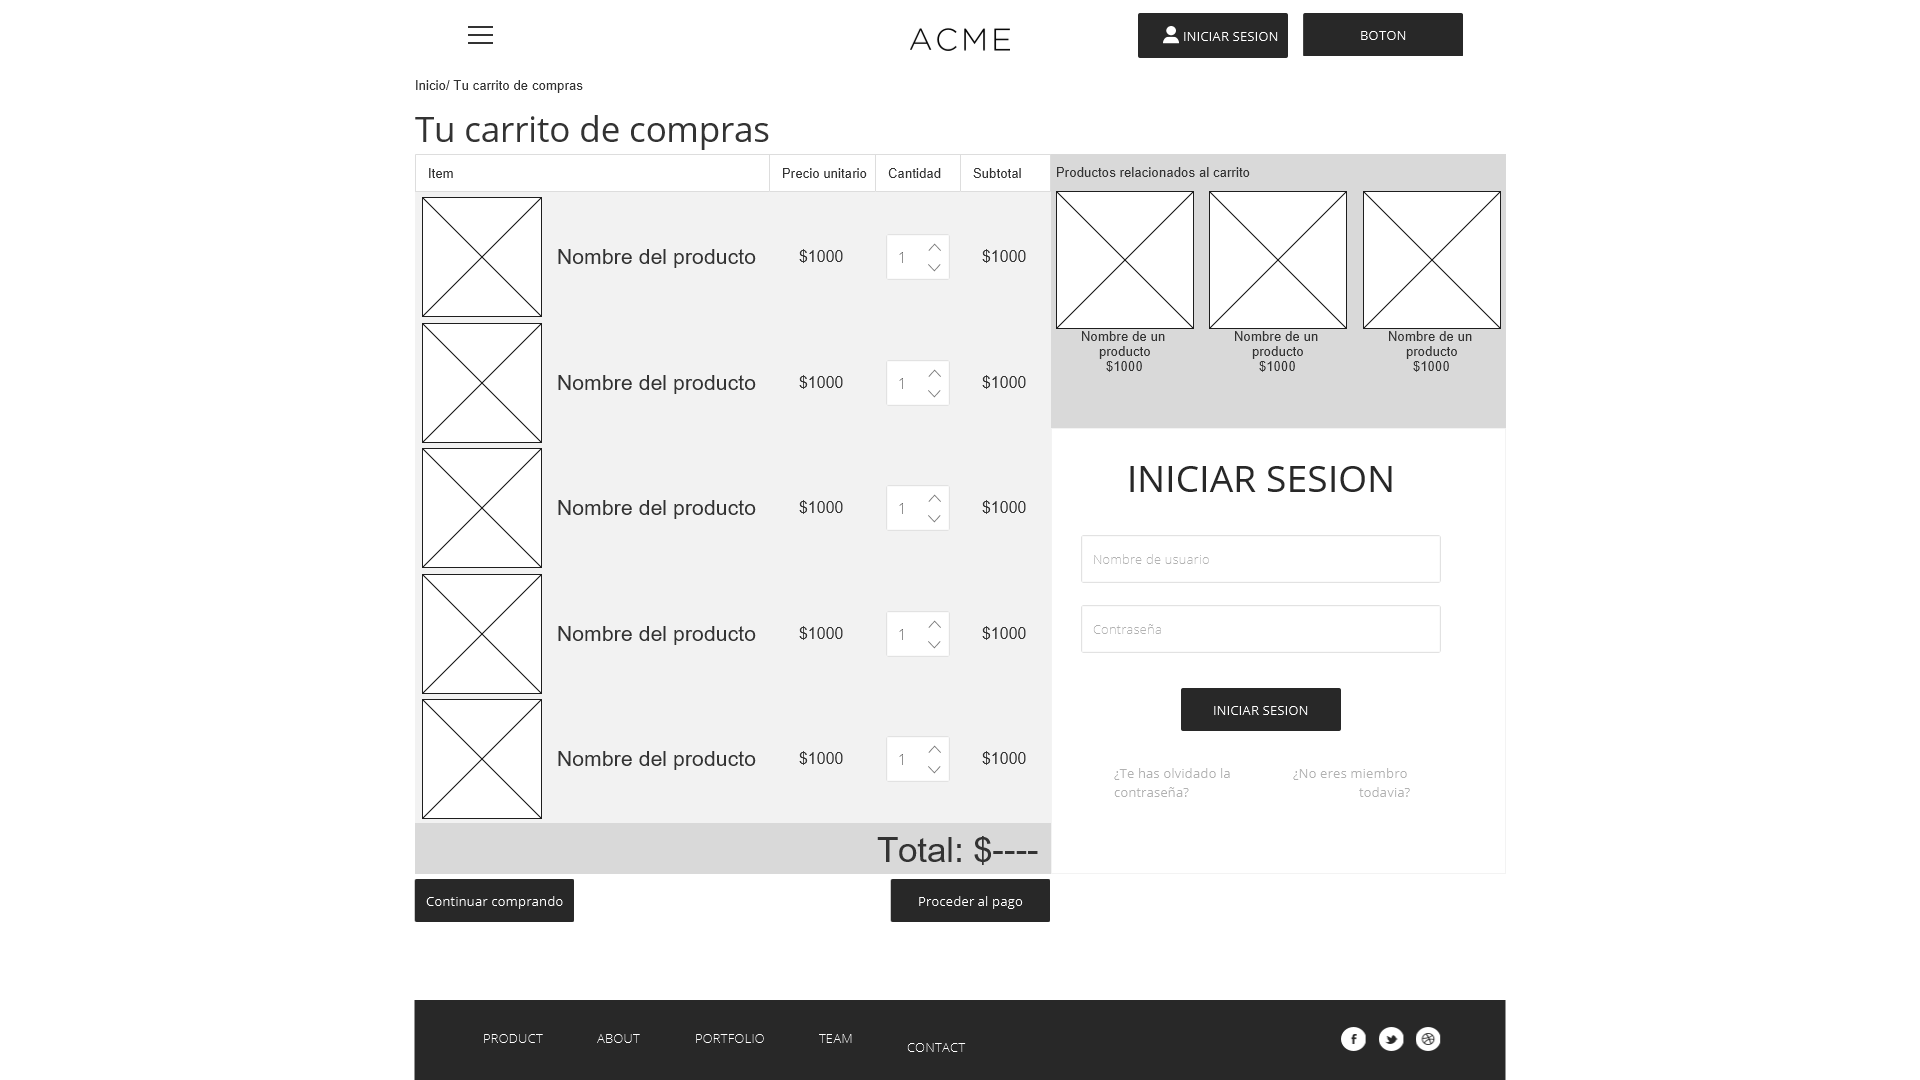 ACME
INICIAR SESION
BOTON
Inicio/ Tu carrito de compras
Tu carrito de compras
Item
Precio unitario
Cantidad
Subtotal
Nombre del producto
$1000
1
$1000
Nombre del producto
$1000
1
$1000
Nombre del producto
$1000
1
$1000
Nombre del producto
$1000
1
$1000
Nombre del producto
$1000
1
$1000
Total: $----
Continuar comprando
Proceder al pago
Productos relacionados al carrito
Nombre de un
producto
$1000
Nombre de un
producto
$1000
Nombre de un
producto
$1000
INICIAR SESION
Nombre de usuario
Contraseña
INICIAR SESION
¿Te has olvidado la
contraseña?
¿No eres miembro
todavia?
PRODUCT
ABOUT
PORTFOLIO
TEAM
CONTACT